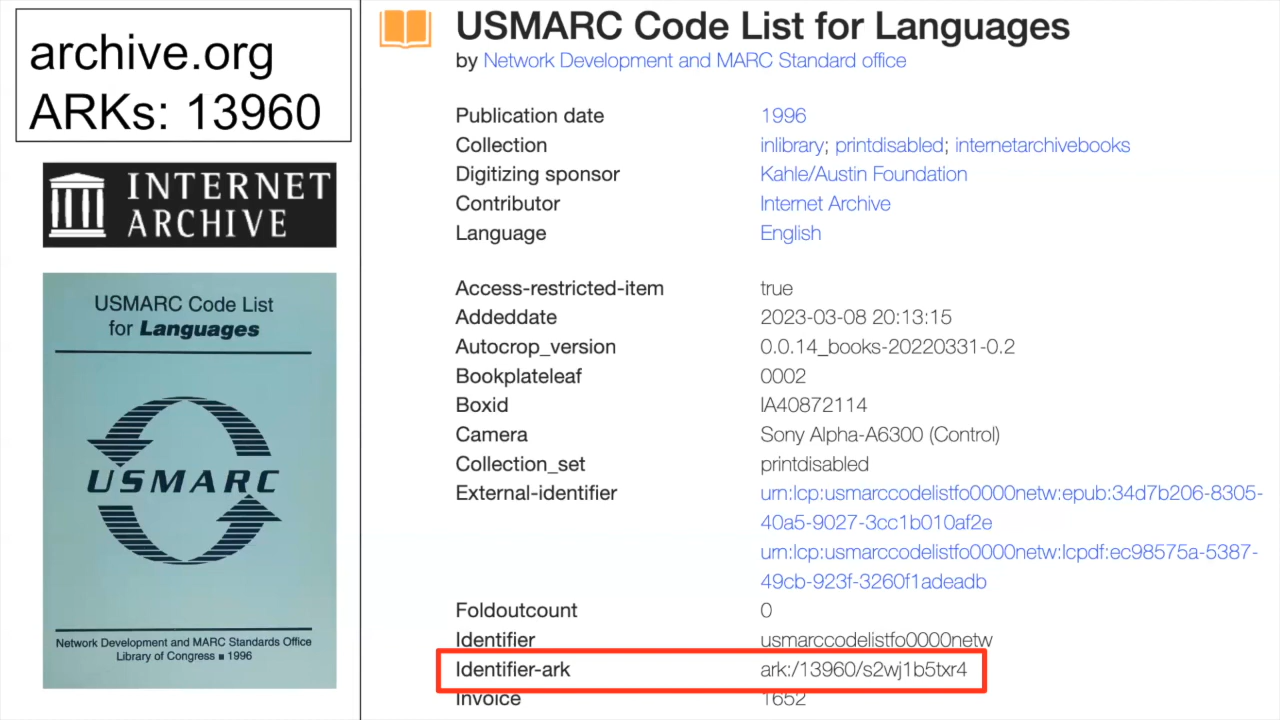 archive.org
ARKs: 13960
INTERNET
ARCHIVE
USMARC Code List
for Languages
USMARC
Network Development and MARC Standards Office
Library of Congress ■ 1996
USMARC Code List for Languages
by Network Development and MARC Standard office
Publication date 1996
Collection inlibrary; printdisabled; internetarchivebooks
Digitizing sponsor Kahle/Austin Foundation
Contributor Internet Archive
Language English
Access-restricted-item true
Addeddate 2023-03-08 20:13:15
Autocrop_version 0.0.14_books-20220331-0.2
Bookplateleaf 0002
Boxid IA40872114
Camera Sony Alpha-A6300 (Control)
Collection_set printdisabled
External-identifier urn:lcp:usmarccodelistfo0000netw:epub:34d7b206-8305-
40a5-9027-3cc1b010af2e
urn:lcp:usmarccodelistfo0000netw:lcpdf:ec98575a-5387-
49cb-923f-3260f1adeadb
Foldoutcount 0
Identifier usmarccodelistfo0000netw
Identifier-ark ark:/13960/s2wj1b5txr4
Invoice 1652